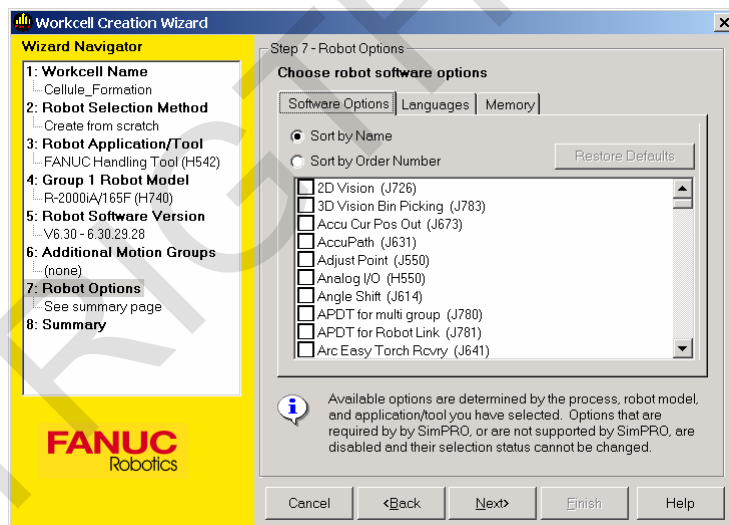 Workcell Creation Wizard
Wizard Navigator
1: Workcell Name
Cellule_Formation
2: Robot Selection Method
Create from scratch
3: Robot Application/Tool
FANUC Handling Tool (H542)
4: Group 1 Robot Model
R-2000iA/165F (H740)
5: Robot Software Version
V6.30 - 6.30.29.28
6: Additional Motion Groups
(none)
7: Robot Options
See summary page
8: Summary
FANUC
Robotics
Step 7 - Robot Options
Choose robot software options
Software Options Languages Memory
Sort by Name
Sort by Order Number
Restore Defaults
2D Vision (J726)
3D Vision Bin Picking (J783)
Accu Cur Pos Out (J673)
AccuPath (J631)
Adjust Point (J550)
Analog I/O (H550)
Angle Shift (J614)
APDT for multi group (J780)
APDT for Robot Link (J781)
Arc Easy Torch Rcvry (J641)
Available options are determined by the process, robot model,
and application/tool you have selected. Options that are
required by by SimPRO, or are not supported by SimPRO, are
disabled and their selection status cannot be changed.
Cancel <Back Next> Finish Help